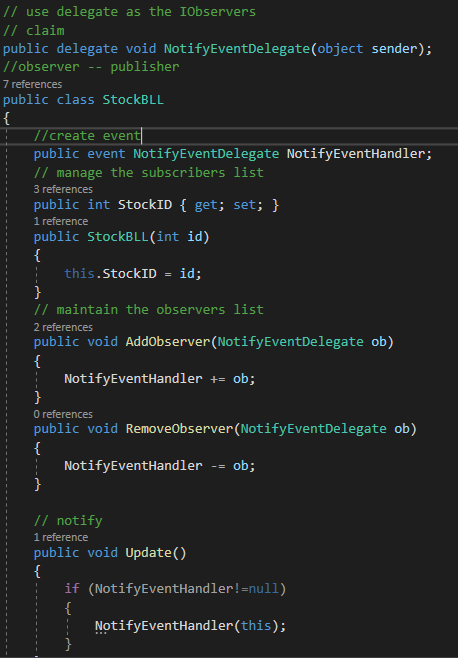 // use delegate as the IObservers
// claim
public delegate void NotifyEventDelegate(object sender);
//observer -- publisher
7 references
public class StockBLL
{
//create event
public event NotifyEventDelegate NotifyEventHandler;
// manage the subscribers list
3 references
public int StockID { get; set; }
1 reference
public StockBLL(int id)
{
this.StockID = id;
}
// maintain the observers list
2 references
public void AddObserver(NotifyEventDelegate ob)
{
NotifyEventHandler += ob;
}
0 references
public void RemoveObserver(NotifyEventDelegate ob)
{
NotifyEventHandler -= ob;
}
// notify
1 reference
public void Update()
{
if (NotifyEventHandler!=null)
{
NotifyEventHandler(this);
}